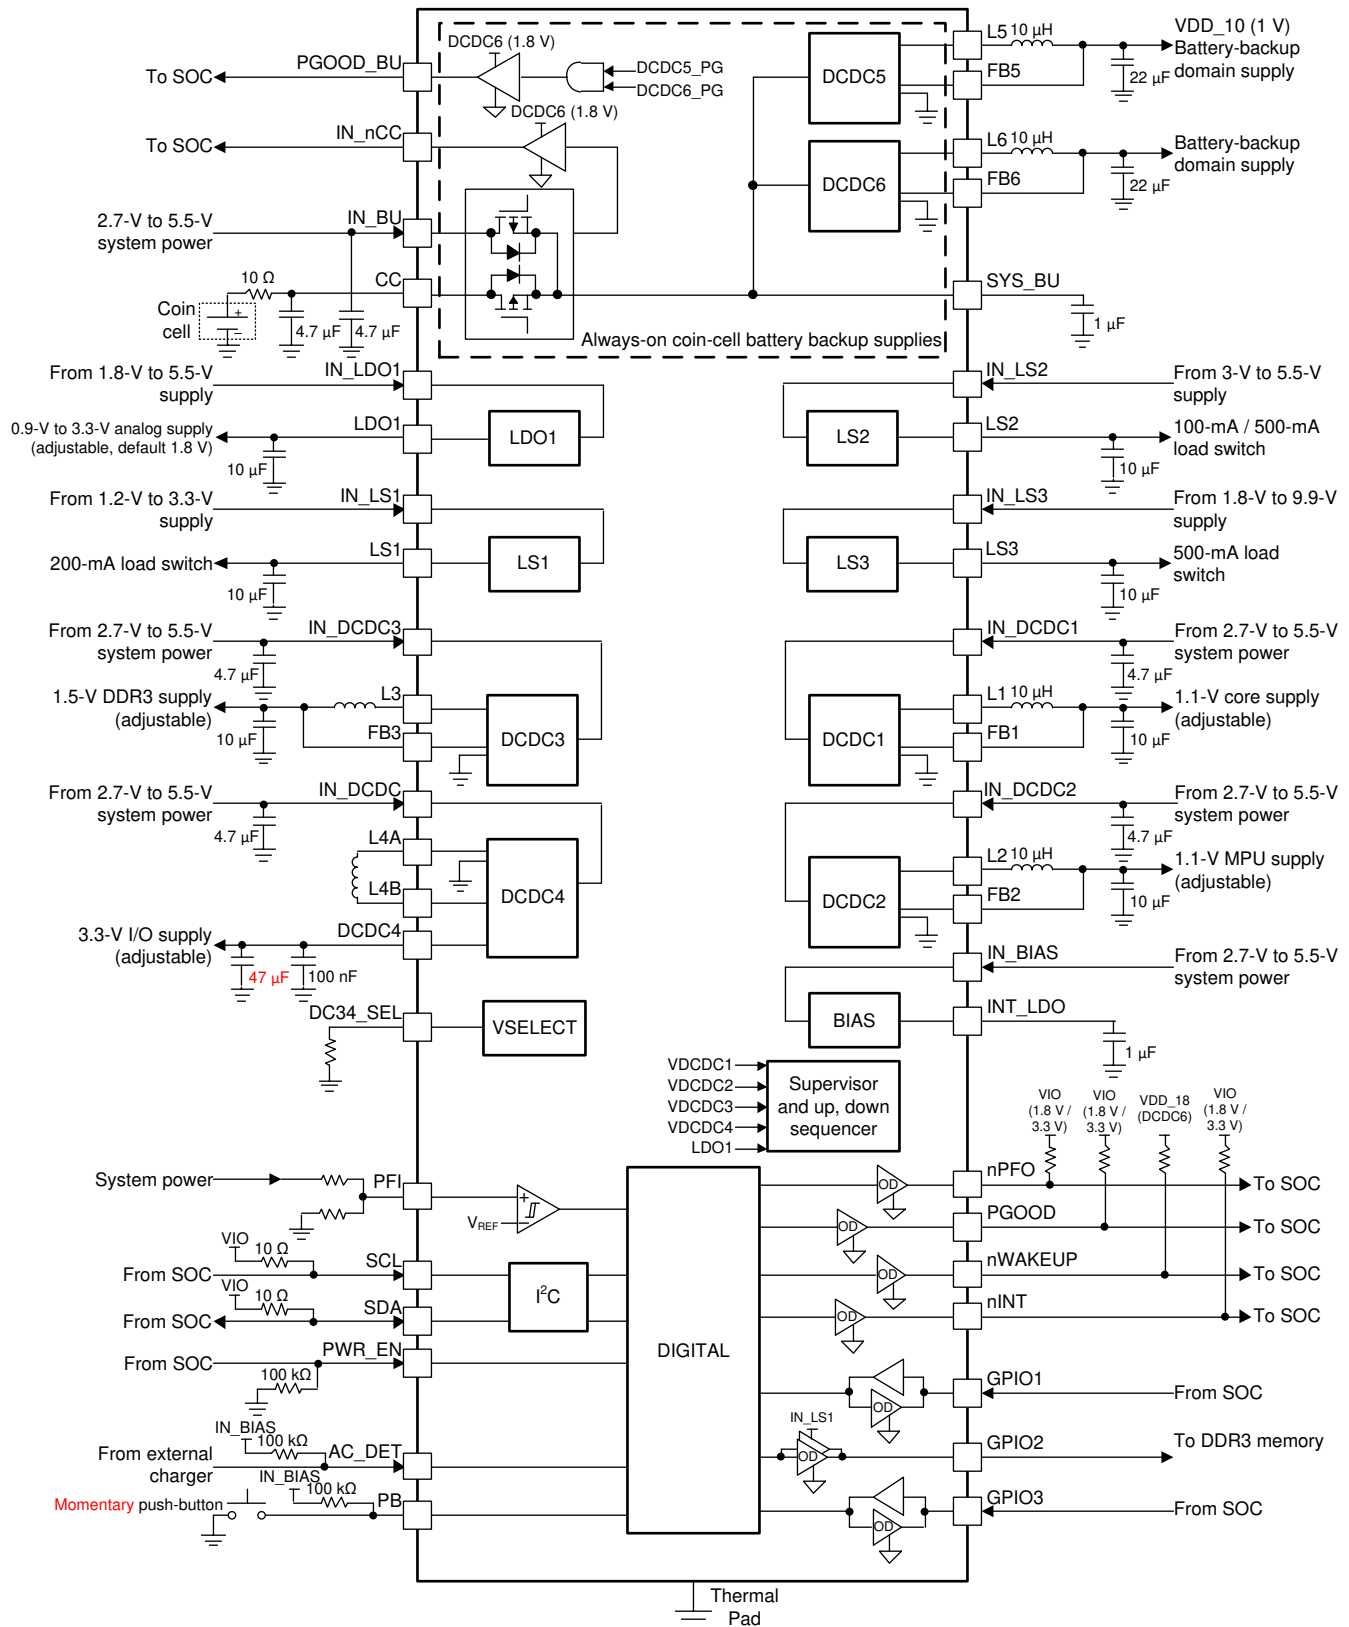 DCDC6 (1.8 V)
PGOOD_BU
To SOC
DCDC5_PG
DCDC6_PG
DCDC6 (1.8 V)
IN_nCC
To SOC
2.7-V to 5.5-V
system power
IN_BU
10 Ω
CC
Coin
cell
+
−
4.7 µF
4.7 µF
DCDC5
L5
10 µH
FB5
22 µF
VDD_10 (1 V)
Battery-backup
domain supply
DCDC6
L6
10 µH
FB6
22 µF
Battery-backup
domain supply
SYS_BU
1 µF
Always-on coin-cell battery backup supplies
From 1.8-V to 5.5-V
supply
IN_LDO1
0.9-V to 3.3-V analog supply
(adjustable, default 1.8 V)
LDO1
LDO1
10 µF
IN_LS2
From 3-V to 5.5-V
supply
LS2
LS2
100-mA / 500-mA
load switch
10 µF
From 1.2-V to 3.3-V
supply
IN_LS1
LS1
LS1
200-mA load switch
10 µF
IN_LS3
From 1.8-V to 9.9-V
supply
LS3
LS3
500-mA load
switch
10 µF
From 2.7-V to 5.5-V
system power
IN_DCDC3
4.7 µF
1.5-V DDR3 supply
(adjustable)
L3
FB3
10 µF
DCDC3
IN_DCDC1
From 2.7-V to 5.5-V
system power
4.7 µF
DCDC1
L1
10 µH
FB1
1.1-V core supply
(adjustable)
10 µF
From 2.7-V to 5.5-V
system power
IN_DCDC
4.7 µF
L4A
L4B
DCDC4
DCDC4
3.3-V I/O supply
(adjustable)
47 µF
100 nF
IN_DCDC2
From 2.7-V to 5.5-V
system power
4.7 µF
DCDC2
L2
10 µH
FB2
1.1-V MPU supply
(adjustable)
10 µF
IN_BIAS
From 2.7-V to 5.5-V
system power
DC34_SEL
VSELECT
BIAS
INT_LDO
1 µF
VDCDC1
VDCDC2
VDCDC3
VDCDC4
LDO1
Supervisor
and up, down
sequencer
VIO
(1.8 V /
3.3 V)
VIO
(1.8 V /
3.3 V)
VDD_18
(DCDC6)
VIO
(1.8 V /
3.3 V)
System power
PFI
+
−
VREF
VIO
10 Ω
SCL
From SOC
VIO
10 Ω
SDA
From SOC
I2C
PWR_EN
From SOC
100 kΩ
IN_BIAS
100 kΩ
AC_DET
From external
charger
IN_BIAS
100 kΩ
PB
Momentary push-button
DIGITAL
OD
nPFO
To SOC
OD
PGOOD
To SOC
OD
nWAKEUP
To SOC
OD
nINT
To SOC
OD
GPIO1
From SOC
IN_LS1
OD
GPIO2
To DDR3 memory
OD
GPIO3
From SOC
Thermal
Pad